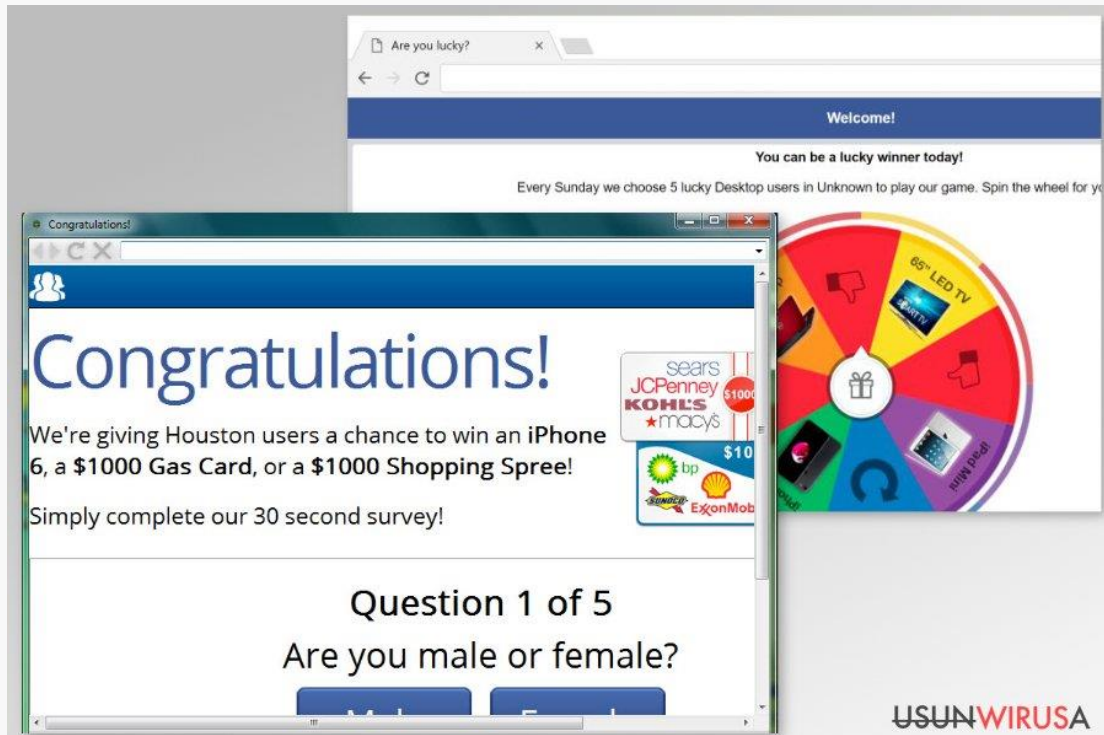 Are you lucky?
Welcome!
You can be a lucky winner today!
Every Sunday we choose 5 lucky Desktop users in Unknown to play our game. Spin the wheel for
65" LED TV
SMART TV
iPad Mini
Congratulations!
Congratulations!
We're giving Houston users a chance to win an iPhone
6, a $1000 Gas Card, or a $1000 Shopping Spree!
Simply complete our 30 second survey!
sears
JCPenney
$1000
KOHL'S
macy's
$10
bp
SUNOCO
ExxonMob
Question 1 of 5
Are you male or female?
USUNWIRUSA